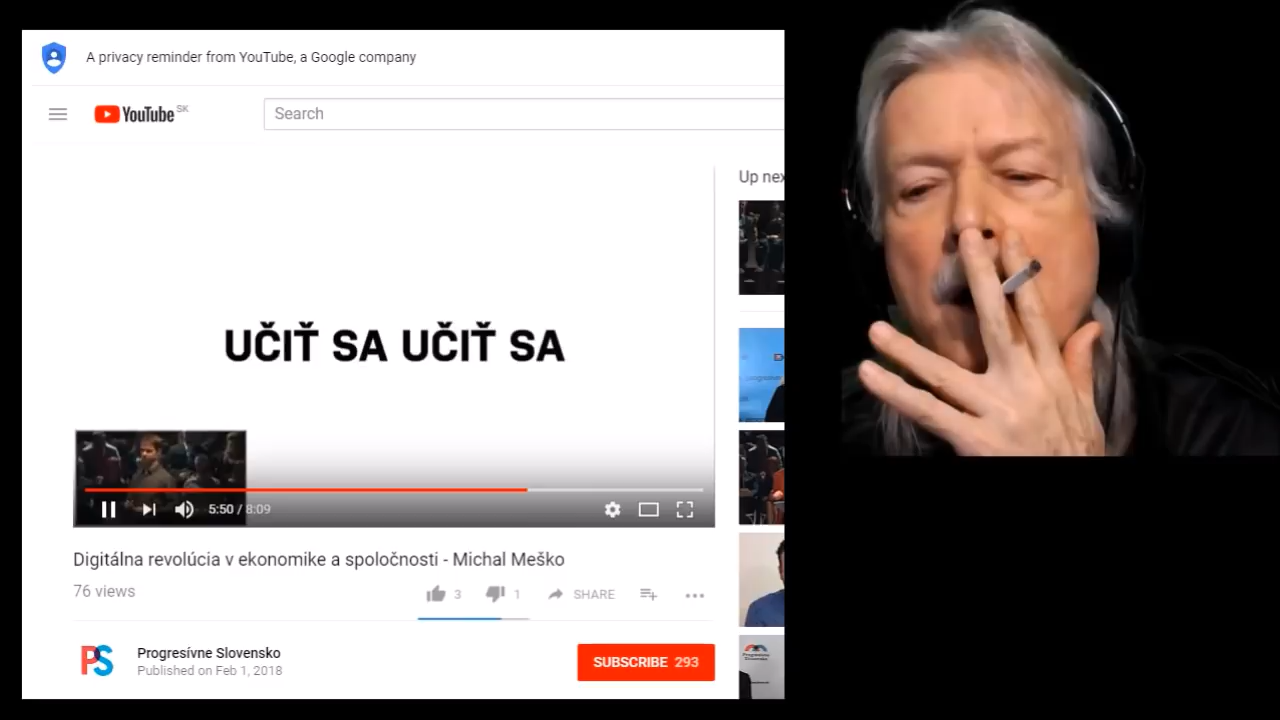 A privacy reminder from YouTube, a Google company
YouTube SK
Search
Up nex
UČIŤ SA UČIŤ SA
5:50 / 8:09
Digitálna revolúcia v ekonomike a spoločnosti - Michal Meško
76 views
3
1
SHARE
PS
Progresívne Slovensko
Published on Feb 1, 2018
SUBSCRIBE 293